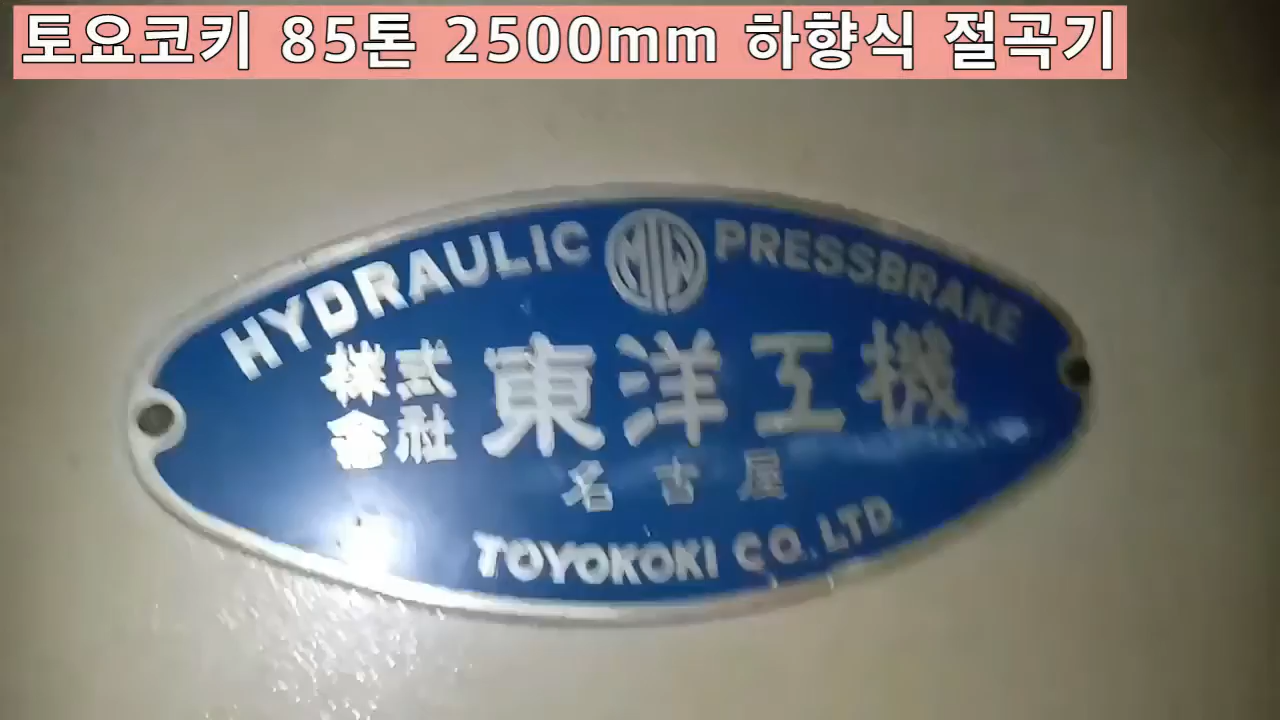 토요코키 85톤 2500mm 하향식 절곡기
HYDRAULIC MW PRESSBRAKE
株式会社 東洋工機
名古屋
TOYOKOKI CO.LTD.